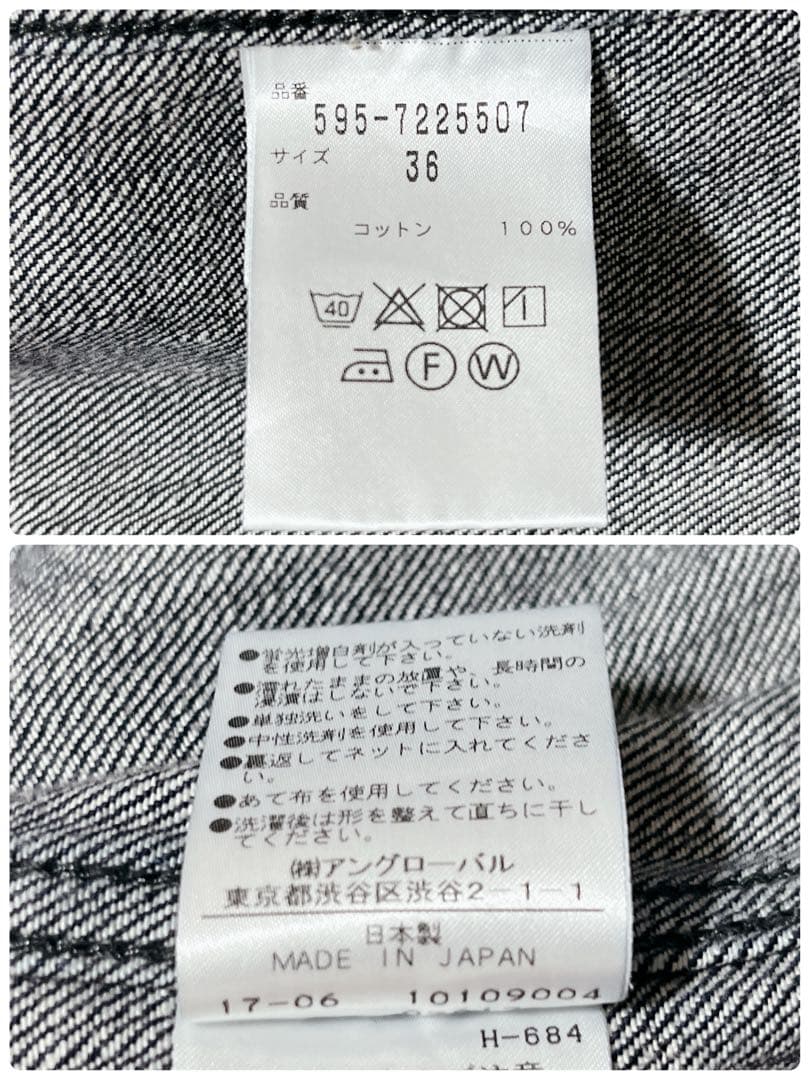 品番
595-7225507
サイズ
36
品質
コットン 100%
40
F W
●蛍光増白剤が入っていない洗剤
を使用して下さい。
●濡れたままの放置や、長時間の
浸漬はしないで下さい。
●単独洗いをして下さい。
●中性洗剤を使用して下さい。
●裏返してネットに入れてくださ
い。
●あて布を使用してください。
●洗濯後は形を整えて直ちに干し
てください。
㈱アングローバル
東京都渋谷区渋谷2-1-1
日本製
MADE IN JAPAN
17-06 10109004
H-684